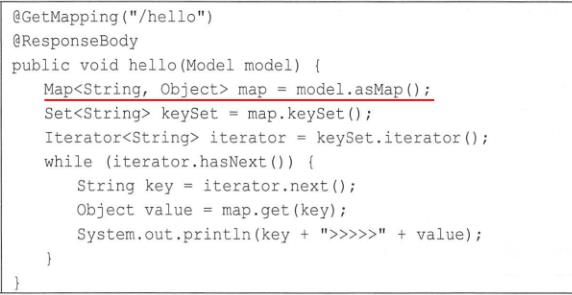 @GetMapping("/hello")
@ResponseBody
public void hello(Model model) {
    Map<String, Object> map = model.asMap();
    Set<String> keySet = map.keySet();
    Iterator<String> iterator = keySet.iterator();
    while (iterator.hasNext()) {
        String key = iterator.next();
        Object value = map.get(key);
        System.out.println(key + ">>>>>" + value);
    }
}